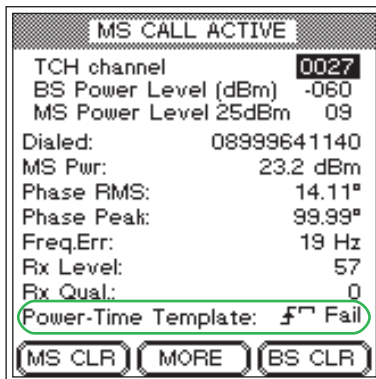 MS CALL ACTIVE
TCH channel 0027
BS Power Level (dBm) -060
MS Power Level 25dBm 09
Dialed: 08999641140
MS Pwr: 23.2 dBm
Phase RMS: 14.11°
Phase Peak: 99.99°
Freq.Err: 19 Hz
Rx Level: 57
Rx Qual.: 0
Power-Time Template: Fail
MS CLR MORE BS CLR